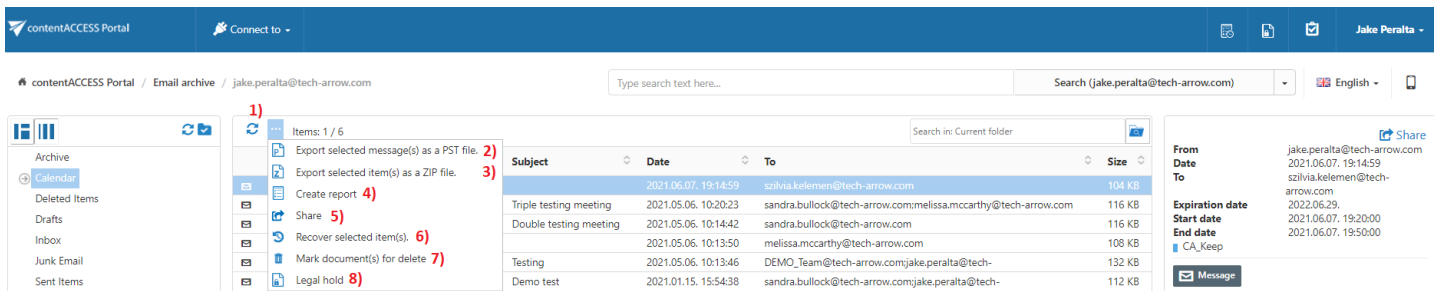 contentACCESS Portal
Connect to
Jake Peralta
contentACCESS Portal / Email archive / jake.peralta@tech-arrow.com
Type search text here...
Search (jake.peralta@tech-arrow.com)
English
1)
Items: 1 / 6
Search in: Current folder
Share
Archive
Calendar
Deleted Items
Drafts
Inbox
Junk Email
Sent Items
Export selected message(s) as a PST file. 2)
Export selected item(s) as a ZIP file. 3)
Create report 4)
Share 5)
Recover selected item(s). 6)
Mark document(s) for delete 7)
Legal hold 8)
Subject Date To Size
2021.06.07. 19:14:59 szilvia.kelemen@tech-arrow.com 104 KB
Triple testing meeting 2021.05.06. 10:20:23 sandra.bullock@tech-arrow.com;melissa.mccarthy@tech-arrow.com 116 KB
Double testing meeting 2021.05.06. 10:14:42 sandra.bullock@tech-arrow.com 116 KB
2021.05.06. 10:13:50 melissa.mccarthy@tech-arrow.com 108 KB
Testing 2021.05.06. 10:13:46 DEMO_Team@tech-arrow.com;jake.peralta@tech- 132 KB
Demo test 2021.01.15. 15:54:38 sandra.bullock@tech-arrow.com;jake.peralta@tech- 112 KB
From jake.peralta@tech-arrow.com
Date 2021.06.07. 19:14:59
To szilvia.kelemen@tech-
arrow.com
Expiration date 2022.06.29.
Start date 2021.06.07. 19:20:00
End date 2021.06.07. 19:50:00
CA_Keep
Message